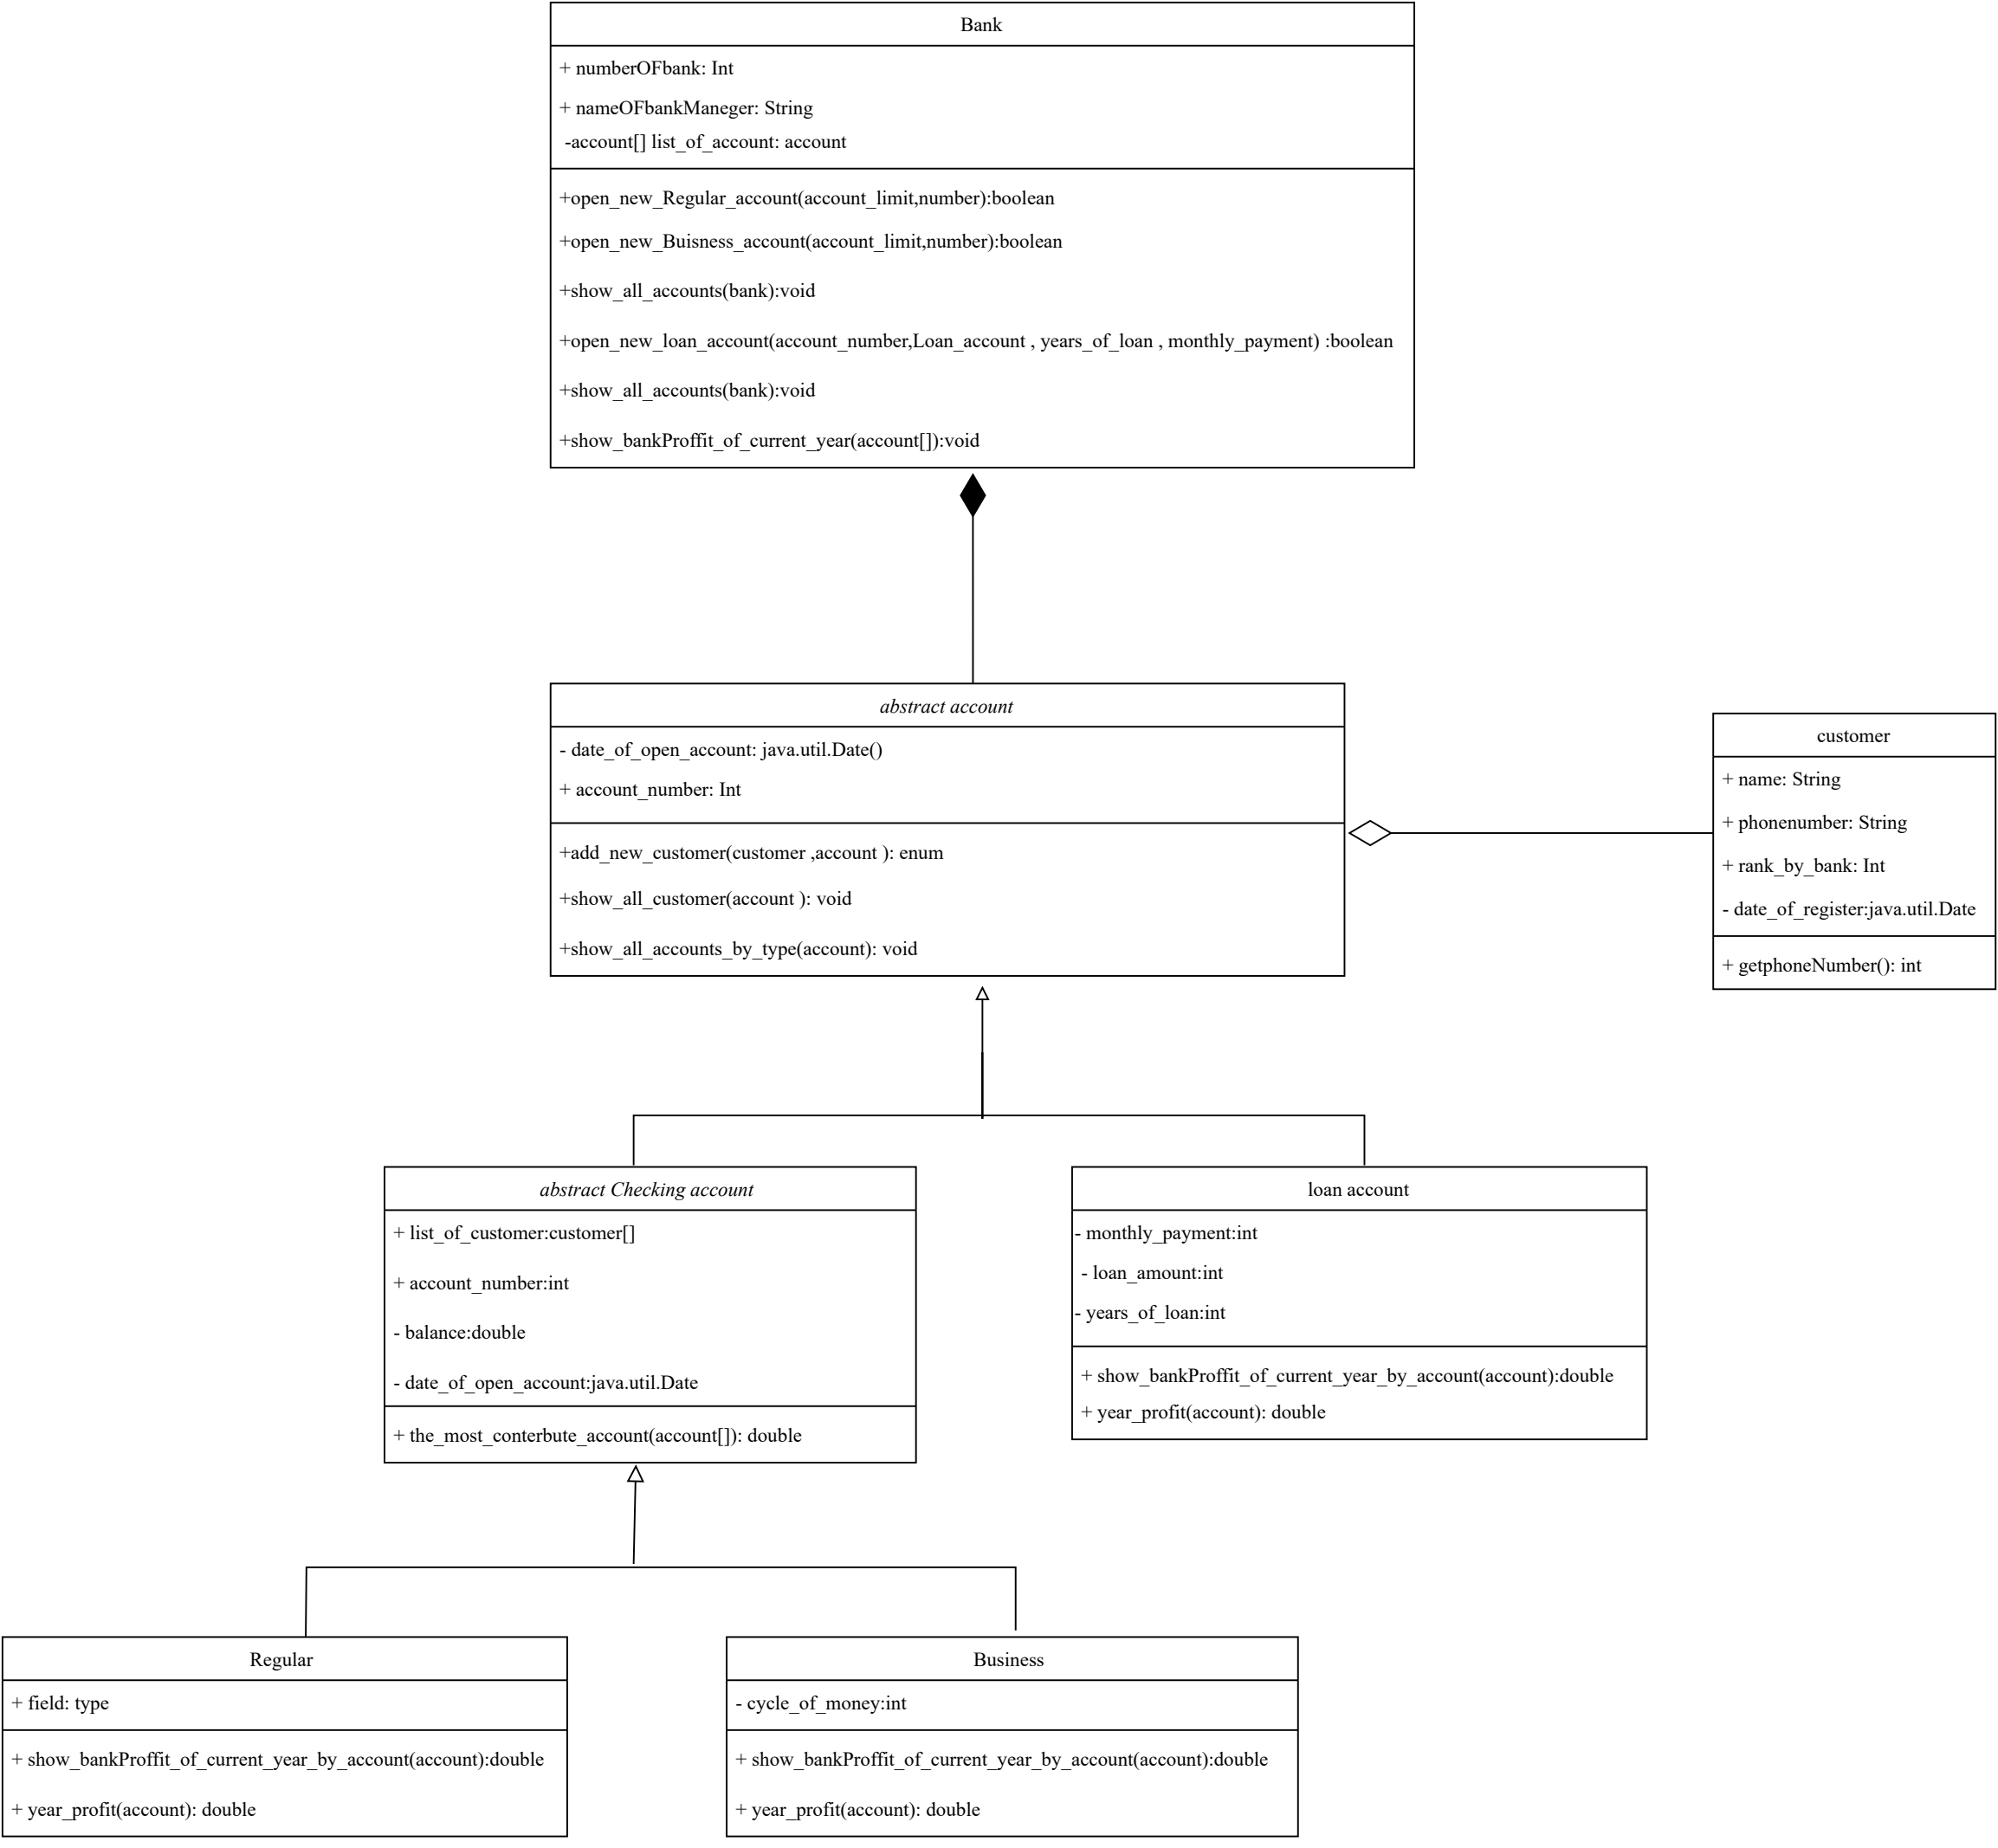 Bank
+ numberOFbank: Int
+ nameOFbankManeger: String
-account[] list_of_account: account
+open_new_Regular_account(account_limit,number):boolean
+open_new_Buisness_account(account_limit,number):boolean
+show_all_accounts(bank):void
+open_new_loan_account(account_number,Loan_account , years_of_loan , monthly_payment) :boolean
+show_all_accounts(bank):void
+show_bankProffit_of_current_year(account[]):void
abstract account
- date_of_open_account: java.util.Date()
+ account_number: Int
+add_new_customer(customer ,account ): enum
+show_all_customer(account ): void
+show_all_accounts_by_type(account): void
customer
+ name: String
+ phonenumber: String
+ rank_by_bank: Int
- date_of_register:java.util.Date
+ getphoneNumber(): int
abstract Checking account
+ list_of_customer:customer[]
+ account_number:int
- balance:double
- date_of_open_account:java.util.Date
+ the_most_conterbute_account(account[]): double
loan account
- monthly_payment:int
- loan_amount:int
- years_of_loan:int
+ show_bankProffit_of_current_year_by_account(account):double
+ year_profit(account): double
Regular
+ field: type
+ show_bankProffit_of_current_year_by_account(account):double
+ year_profit(account): double
Business
- cycle_of_money:int
+ show_bankProffit_of_current_year_by_account(account):double
+ year_profit(account): double